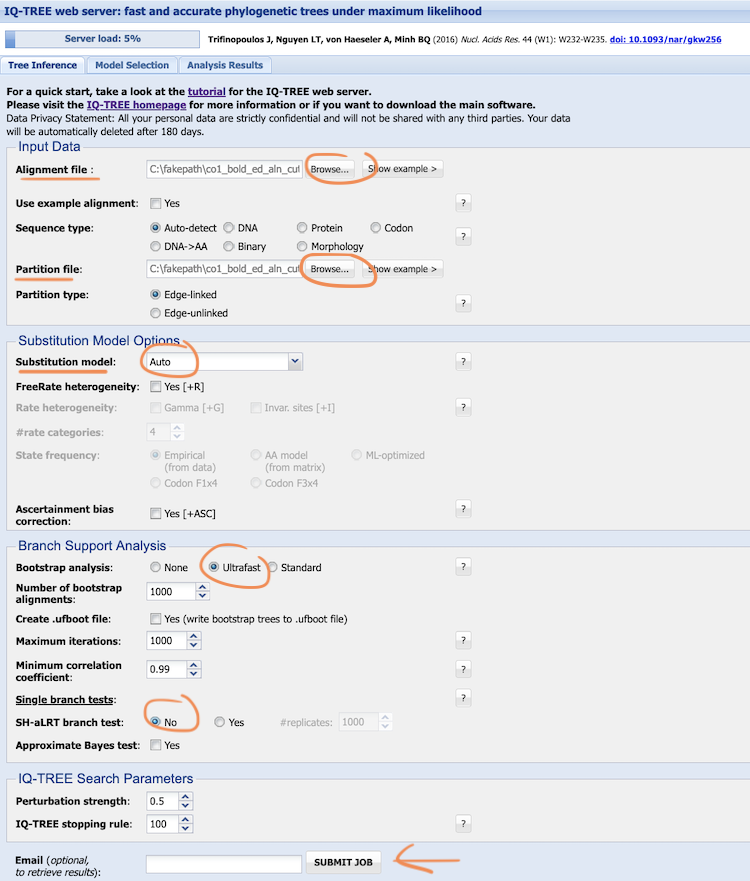 IQ-TREE web server: fast and accurate phylogenetic trees under maximum likelihood
Server load: 5%
Trifinopoulos J, Nguyen LT, von Haeseler A, Minh BQ (2016) Nucl. Acids Res. 44 (W1): W232-W235. doi: 10.1093/nar/gkw256
Tree Inference Model Selection Analysis Results
For a quick start, take a look at the tutorial for the IQ-TREE web server.
Please visit the IQ-TREE homepage for more information or if you want to download the main software.
Data Privacy Statement: All your personal data are strictly confidential and will not be shared with any third parties. Your data
will be automatically deleted after 180 days.
Input Data
Alignment file : C:\fakepath\co1_bold_ed_aln_cut Browse... Show example >
Use example alignment: Yes ?
Sequence type: Auto-detect DNA Protein Codon ?
DNA->AA Binary Morphology
Partition file: C:\fakepath\co1_bold_ed_aln_cut Browse... Show example >
Partition type: Edge-linked ?
Edge-unlinked
Substitution Model Options
Substitution model: Auto ?
FreeRate heterogeneity: Yes [+R]
Rate heterogeneity: Gamma [+G] Invar. sites [+I] ?
#rate categories: 4
State frequency: Empirical AA model ML-optimized
(from data) (from matrix)
Codon F1x4 Codon F3x4
Ascertainment bias
correction: Yes [+ASC] ?
Branch Support Analysis
Bootstrap analysis: None Ultrafast Standard ?
Number of bootstrap
alignments: 1000
Create .ufboot file: Yes (write bootstrap trees to .ufboot file)
Maximum iterations: 1000 ?
Minimum correlation
coefficient: 0.99 ?
Single branch tests: ?
SH-aLRT branch test: No Yes #replicates: 1000
Approximate Bayes test: Yes
IQ-TREE Search Parameters
Perturbation strength: 0.5
IQ-TREE stopping rule: 100 ?
Email (optional,
to retrieve results): SUBMIT JOB